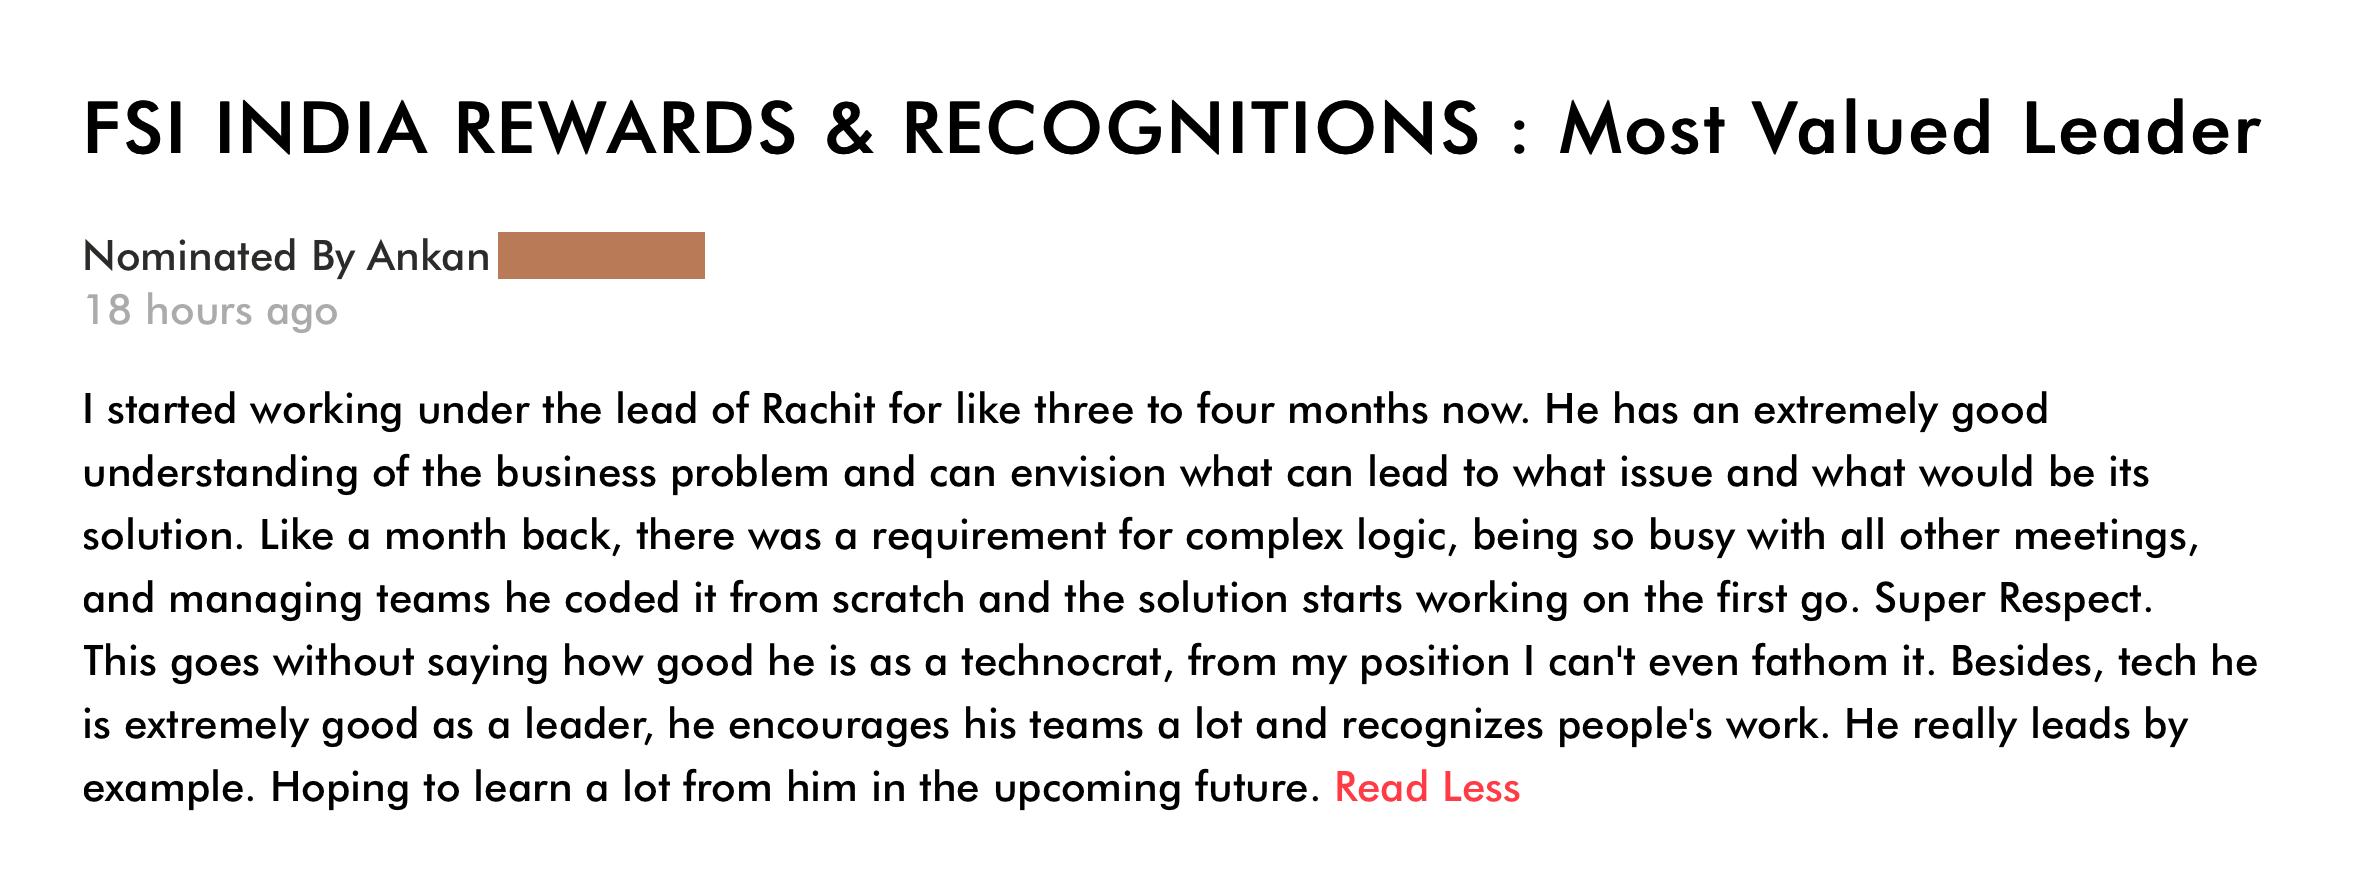 FSI INDIA REWARDS & RECOGNITIONS : Most Valued Leader
Nominated By Ankan
18 hours ago
I started working under the lead of Rachit for like three to four months now. He has an extremely good
understanding of the business problem and can envision what can lead to what issue and what would be its
solution. Like a month back, there was a requirement for complex logic, being so busy with all other meetings,
and managing teams he coded it from scratch and the solution starts working on the first go. Super Respect.
This goes without saying how good he is as a technocrat, from my position I can't even fathom it. Besides, tech he
is extremely good as a leader, he encourages his teams a lot and recognizes people's work. He really leads by
example. Hoping to learn a lot from him in the upcoming future. Read Less